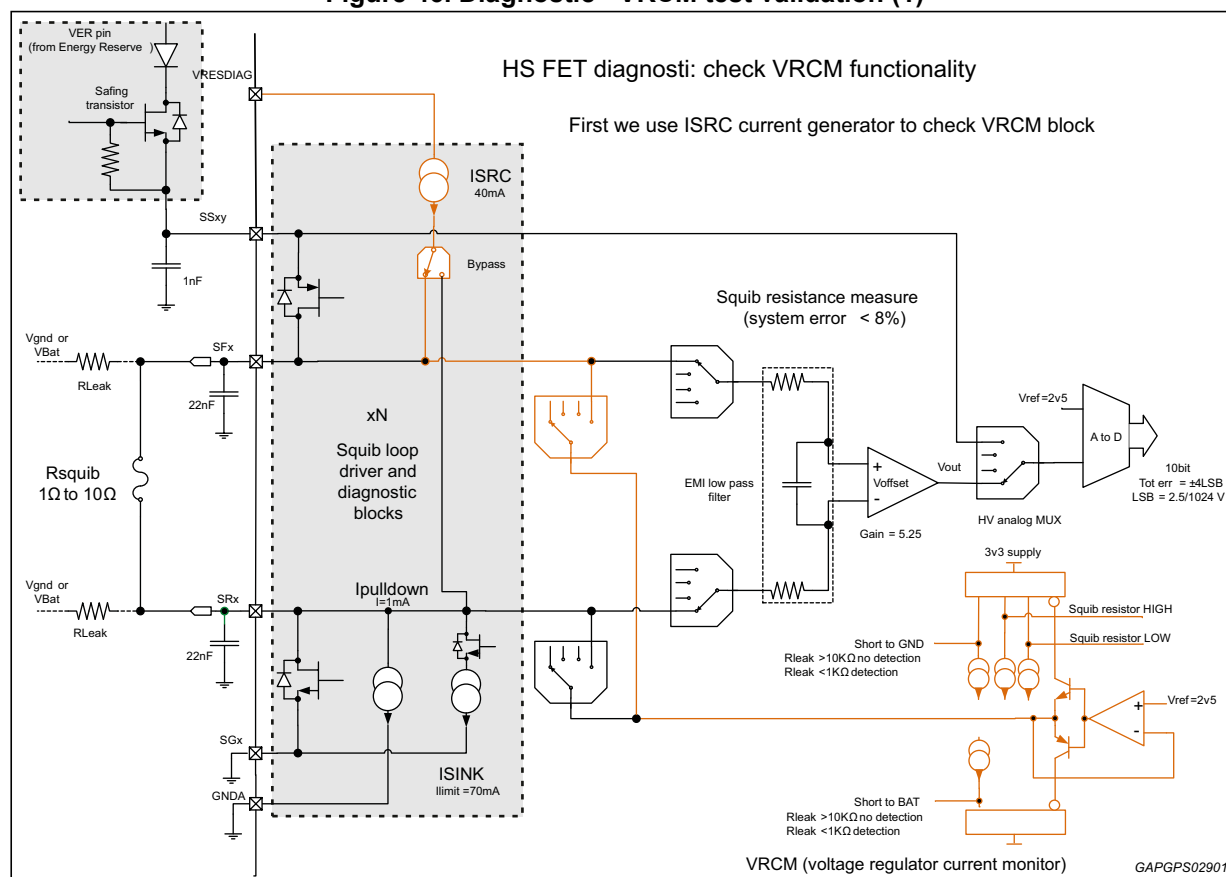 Figure 40. Diagnostic - VRCM test validation (1)
VER pin
(from Energy Reserve )
VRESDIAG
HS FET diagnosti: check VRCM functionality
Safing
transistor
First we use ISRC current generator to check VRCM block
ISRC
40mA
SSxy
Bypass
1nF
Squib resistance measure
(system error < 8%)
Vgnd or
VBat
SFx
RLeak
22nF
Vref=2v5
xN
A to D
Squib loop
driver and
diagnostic
blocks
Rsquib
1Ω to 10Ω
EMI low pass
filter
+
Voffset
-
Vout
10bit
Tot err = ±4LSB
LSB = 2.5/1024 V
Gain = 5.25
HV analog MUX
3v3 supply
Vgnd or
VBat
SRx
Ipulldown
I=1mA
RLeak
22nF
Squib resistor HIGH
Squib resistor LOW
Short to GND
Rleak >10KΩ no detection
Rleak <1KΩ detection
+
-
Vref=2v5
SGx
GNDA
ISINK
Ilimit =70mA
Short to BAT
Rleak >10KΩ no detection
Rleak <1KΩ detection
VRCM (voltage regulator current monitor)
GAPGPS02901